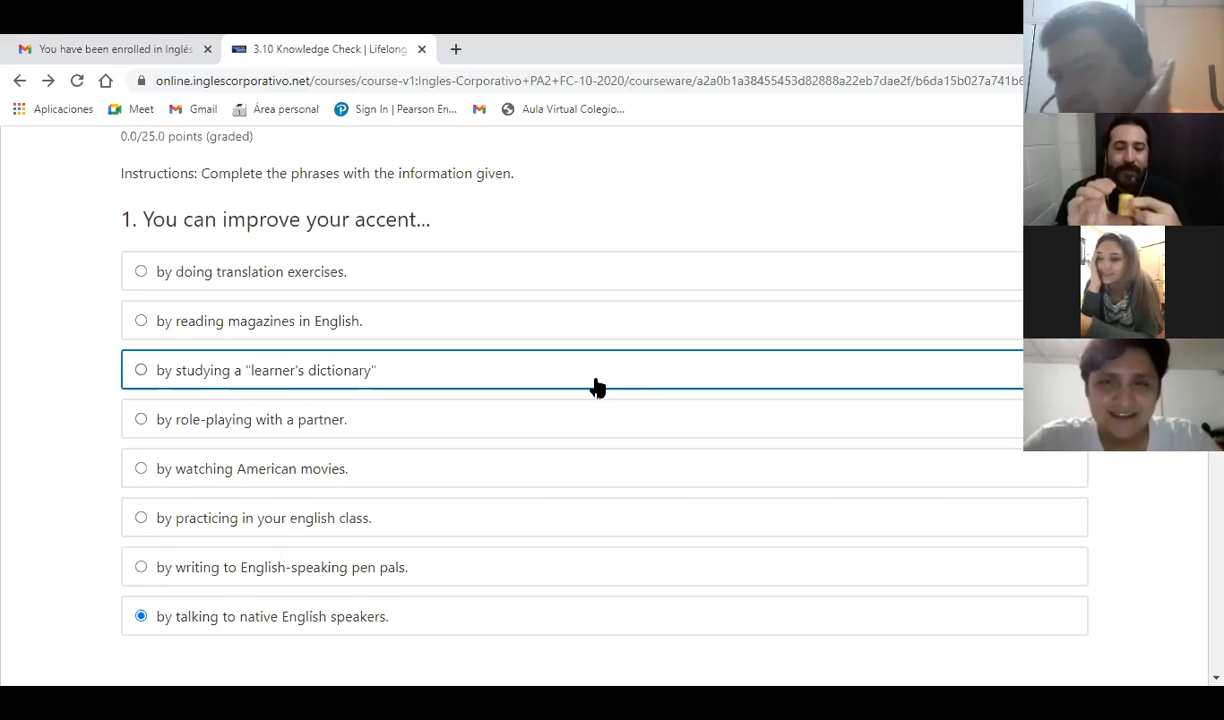 You have been enrolled in Inglés
3.10 Knowledge Check | Lifelong
online.inglescorporativo.net/courses/course-v1:Ingles-Corporativo+PA2+FC-10-2020/courseware/a2a0b1a38455453d82888a22eb7dae2f/b6da15b027a741b6
Aplicaciones
Meet
Gmail
Área personal
Sign In | Pearson En...
Aula Virtual Colegio...
0.0/25.0 points (graded)
Instructions: Complete the phrases with the information given.
1. You can improve your accent...
by doing translation exercises.
by reading magazines in English.
by studying a "learner's dictionary"
by role-playing with a partner.
by watching American movies.
by practicing in your english class.
by writing to English-speaking pen pals.
by talking to native English speakers.